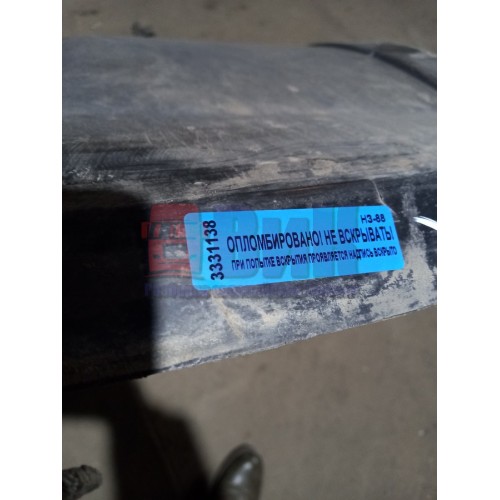 НЗ-68
3331138
ОПЛОМБИРОВАНО! НЕ ВСКРЫВАТЬ!
ПРИ ПОПЫТКЕ ВСКРЫТИЯ ПРОЯВЛЯЕТСЯ НАДПИСЬ ВСКРЫТО